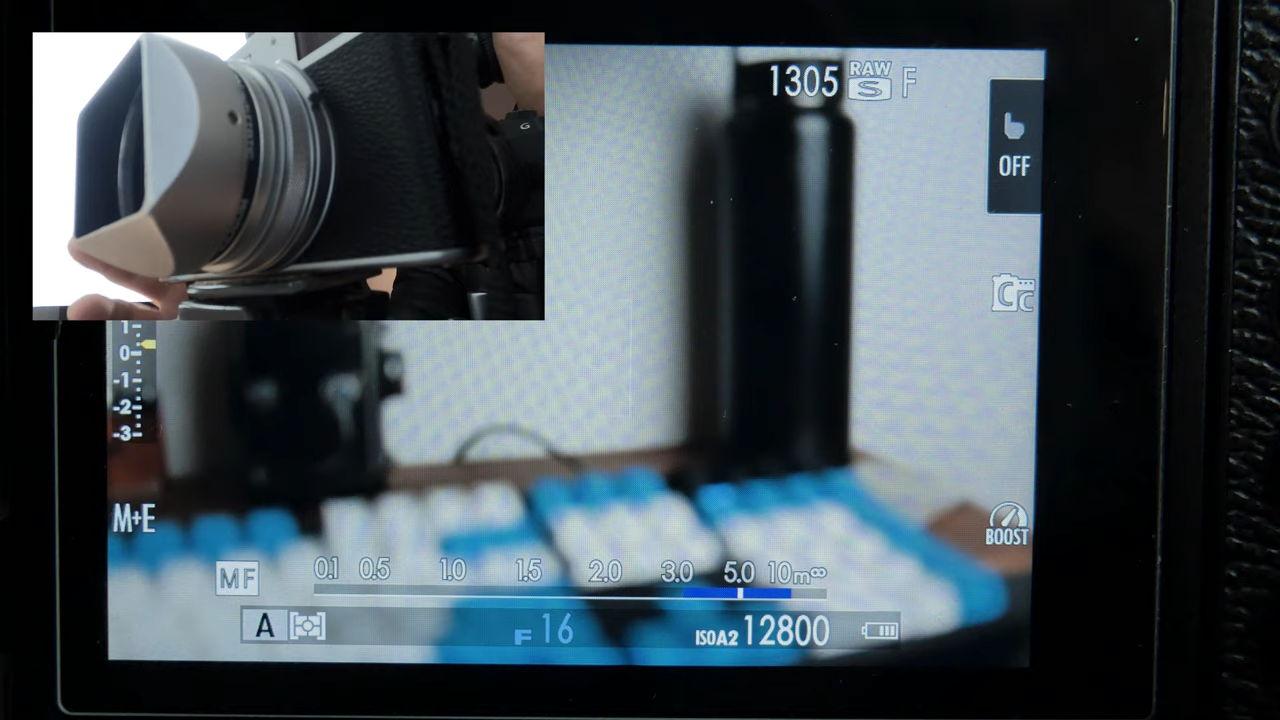 1305 RAW S F
OFF
G
C C
1
0
-1
-2
-3
M+E
BOOST
MF 0.1 0.5 1.0 1.5 2.0 3.0 5.0 10m∞
A F 16 ISOA2 12800